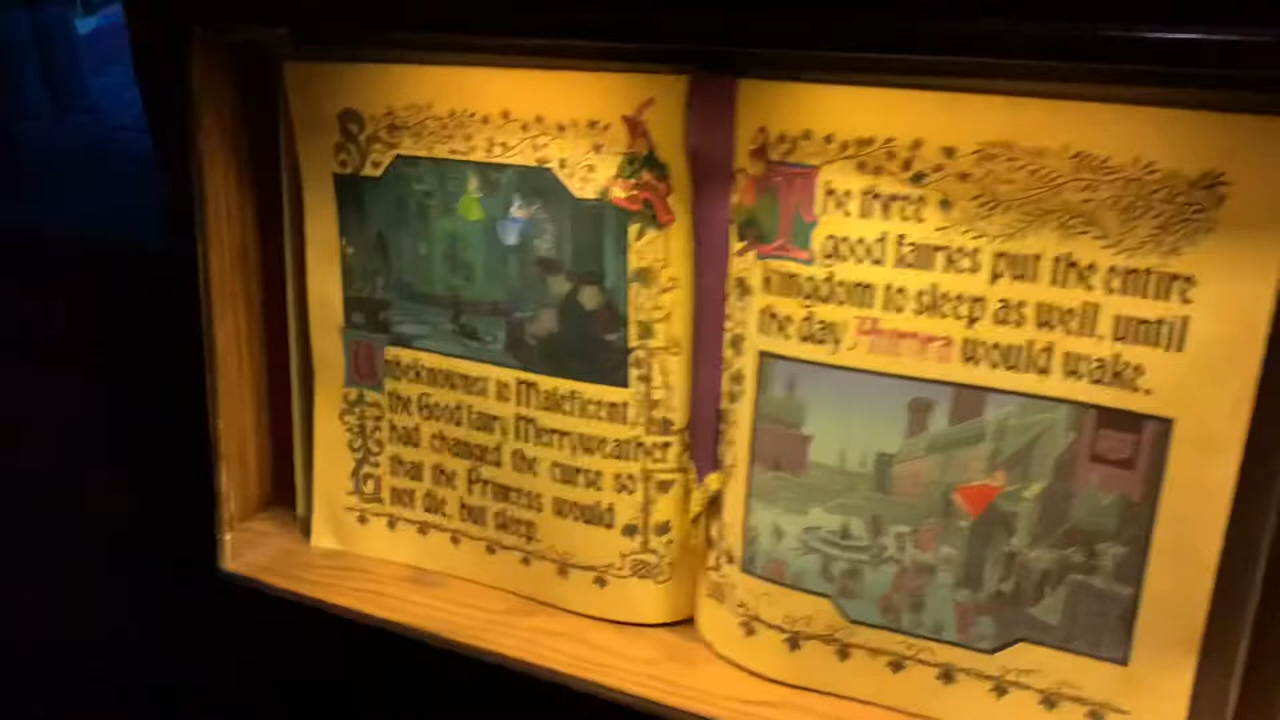 Unbeknownst to Maleficent, the
the Good fairy Merryweather
had changed the curse so
that the Princess would
not die, but sleep.
The three
good fairies put the entire
kingdom to sleep as well, until
the day Aurora would wake.